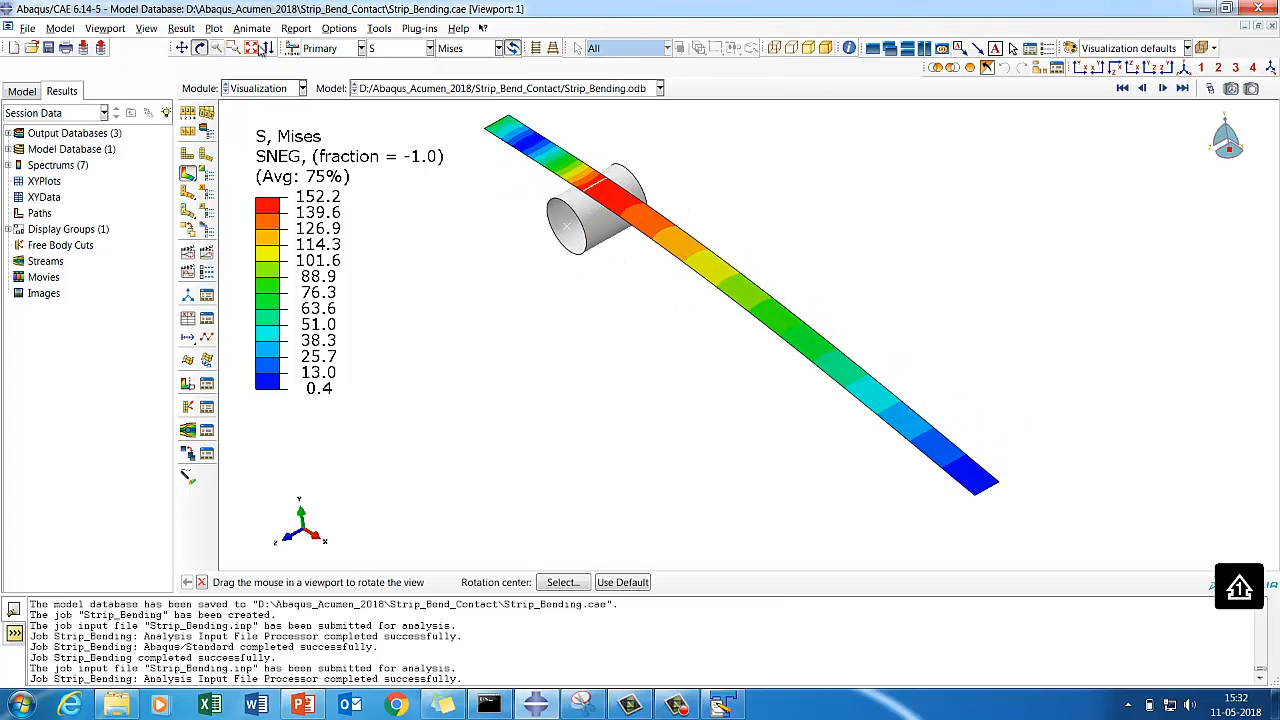 Abaqus/CAE 6.14-5 - Model Database: D:\Abaqus_Acumen_2018\Strip_Bend_Contact\Strip_Bending.cae [Viewport: 1]
File Model Viewport View Result Plot Animate Report Options Tools Plug-ins Help
Primary S Mises All Visualization defaults
1 2 3 4
Model Results Module: Visualization Model: D:/Abaqus_Acumen_2018/Strip_Bend_Contact/Strip_Bending.odb
Session Data
Output Databases (3)
Model Database (1)
Spectrums (7)
XYPlots
XYData
Paths
Display Groups (3)
Free Body Cuts
Streams
Movies
Images
S, Mises
SNEG, (fraction = -1.0)
(Avg: 75%)
152.2
139.6
126.9
114.3
101.6
88.9
76.3
63.6
51.0
38.3
25.7
13.0
0.4
Y
Z X
Drag the mouse in a viewport to rotate the view Rotation center: Select... Use Default
The model database has been saved to "D:\Abaqus_Acumen_2018\Strip_Bend_Contact\Strip_Bending.cae".
The job "Strip_Bending" has been created.
The job input file "Strip_Bending.inp" has been submitted for analysis.
Job Strip_Bending: Analysis Input File Processor completed successfully.
Job Strip_Bending: Abaqus/Standard completed successfully.
Job Strip_Bending completed successfully.
The job input file "Strip_Bending.inp" has been submitted for analysis.
Job Strip_Bending: Analysis Input File Processor completed successfully.
15:32
11-05-2018